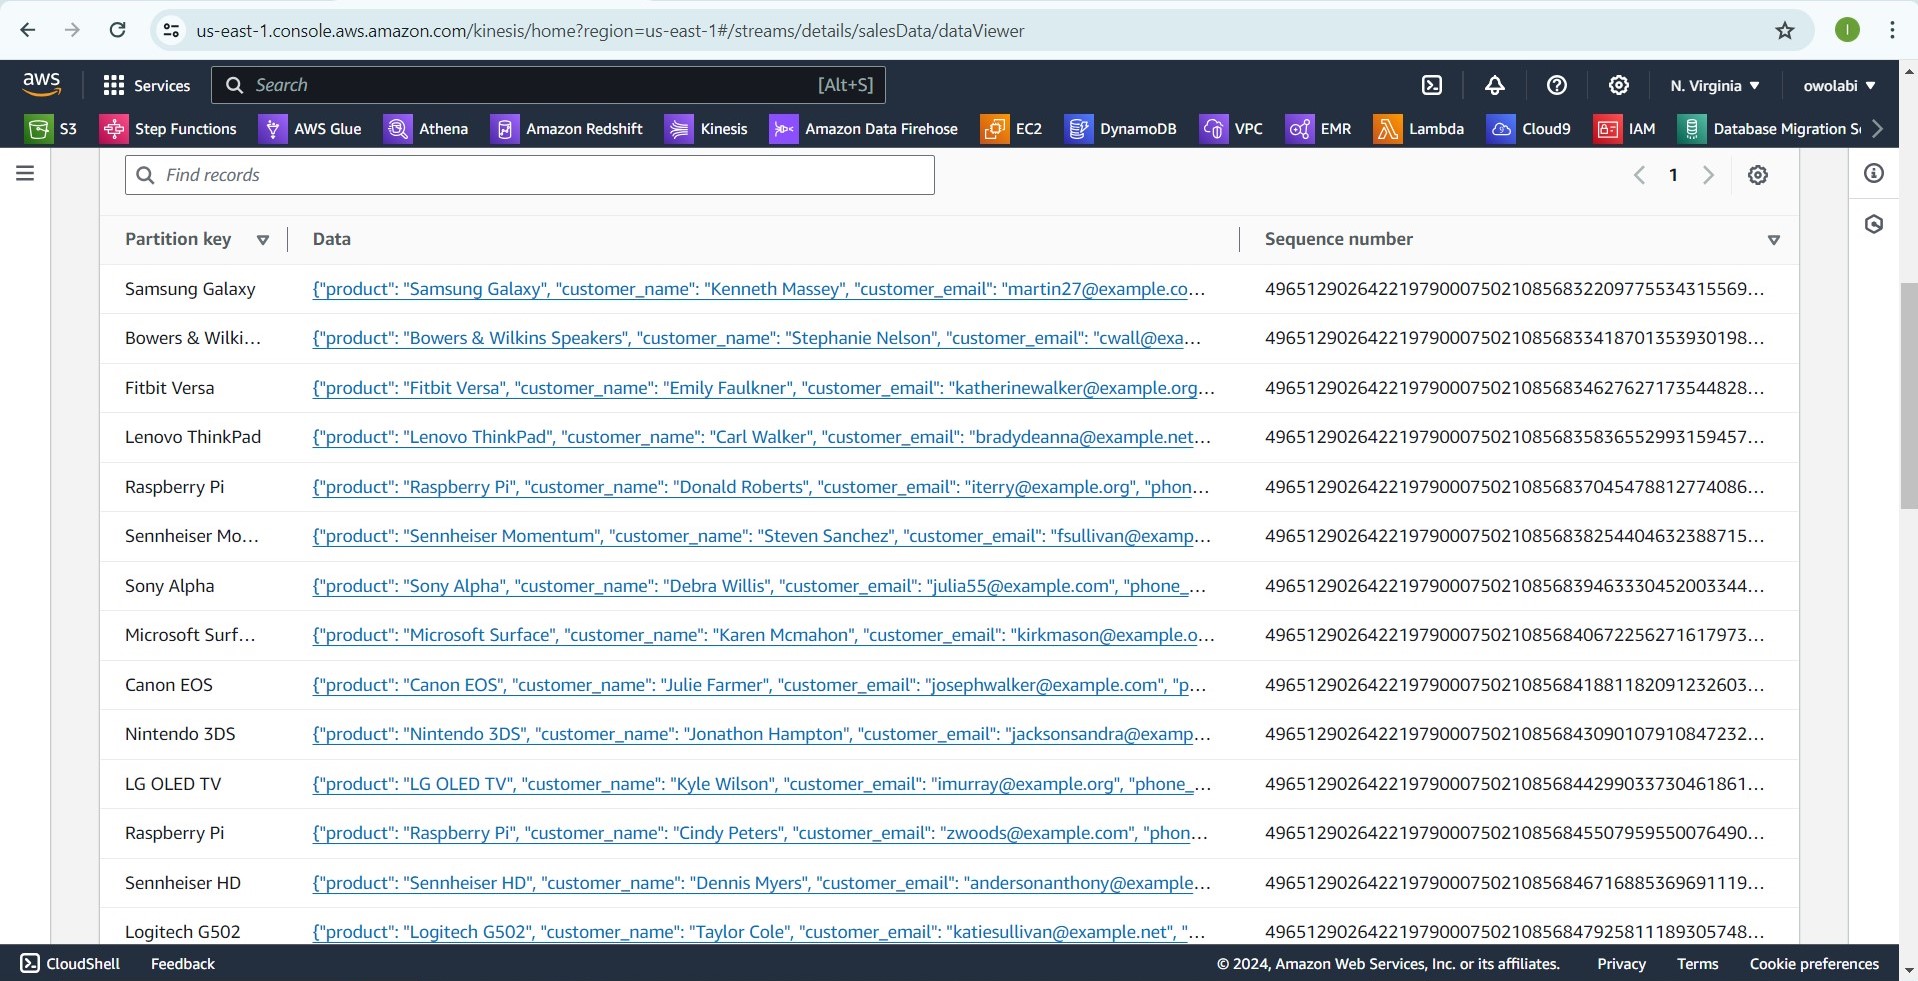 us-east-1.console.aws.amazon.com/kinesis/home?region=us-east-1#/streams/details/salesData/dataViewer
I
aws Services Search [Alt+S] N. Virginia owolabi
S3 Step Functions AWS Glue Athena Amazon Redshift Kinesis Amazon Data Firehose EC2 DynamoDB VPC EMR Lambda Cloud9 IAM Database Migration Se
Find records 1
Partition key Data Sequence number
Samsung Galaxy {"product": "Samsung Galaxy", "customer_name": "Kenneth Massey", "customer_email": "martin27@example.co... 49651290264221979000750210856832209775534315569...
Bowers & Wilki... {"product": "Bowers & Wilkins Speakers", "customer_name": "Stephanie Nelson", "customer_email": "cwall@exa... 49651290264221979000750210856833418701353930198...
Fitbit Versa {"product": "Fitbit Versa", "customer_name": "Emily Faulkner", "customer_email": "katherinewalker@example.org... 49651290264221979000750210856834627627173544828...
Lenovo ThinkPad {"product": "Lenovo ThinkPad", "customer_name": "Carl Walker", "customer_email": "bradydeanna@example.net... 49651290264221979000750210856835836552993159457...
Raspberry Pi {"product": "Raspberry Pi", "customer_name": "Donald Roberts", "customer_email": "iterry@example.org", "phon... 49651290264221979000750210856837045478812774086...
Sennheiser Mo... {"product": "Sennheiser Momentum", "customer_name": "Steven Sanchez", "customer_email": "fsullivan@examp... 49651290264221979000750210856838254404632388715...
Sony Alpha {"product": "Sony Alpha", "customer_name": "Debra Willis", "customer_email": "julia55@example.com", "phone_... 49651290264221979000750210856839463330452003344...
Microsoft Surf... {"product": "Microsoft Surface", "customer_name": "Karen Mcmahon", "customer_email": "kirkmason@example.o... 49651290264221979000750210856840672256271617973...
Canon EOS {"product": "Canon EOS", "customer_name": "Julie Farmer", "customer_email": "josephwalker@example.com", "p... 49651290264221979000750210856841881182091232603...
Nintendo 3DS {"product": "Nintendo 3DS", "customer_name": "Jonathon Hampton", "customer_email": "jacksonsandra@examp... 49651290264221979000750210856843090107910847232...
LG OLED TV {"product": "LG OLED TV", "customer_name": "Kyle Wilson", "customer_email": "imurray@example.org", "phone_... 49651290264221979000750210856844299033730461861...
Raspberry Pi {"product": "Raspberry Pi", "customer_name": "Cindy Peters", "customer_email": "zwoods@example.com", "phon... 49651290264221979000750210856845507959550076490...
Sennheiser HD {"product": "Sennheiser HD", "customer_name": "Dennis Myers", "customer_email": "andersonanthony@example... 49651290264221979000750210856846716885369691119...
Logitech G502 {"product": "Logitech G502", "customer_name": "Taylor Cole", "customer_email": "katiesullivan@example.net", "... 49651290264221979000750210856847925811189305748...
CloudShell Feedback © 2024, Amazon Web Services, Inc. or its affiliates. Privacy Terms Cookie preferences